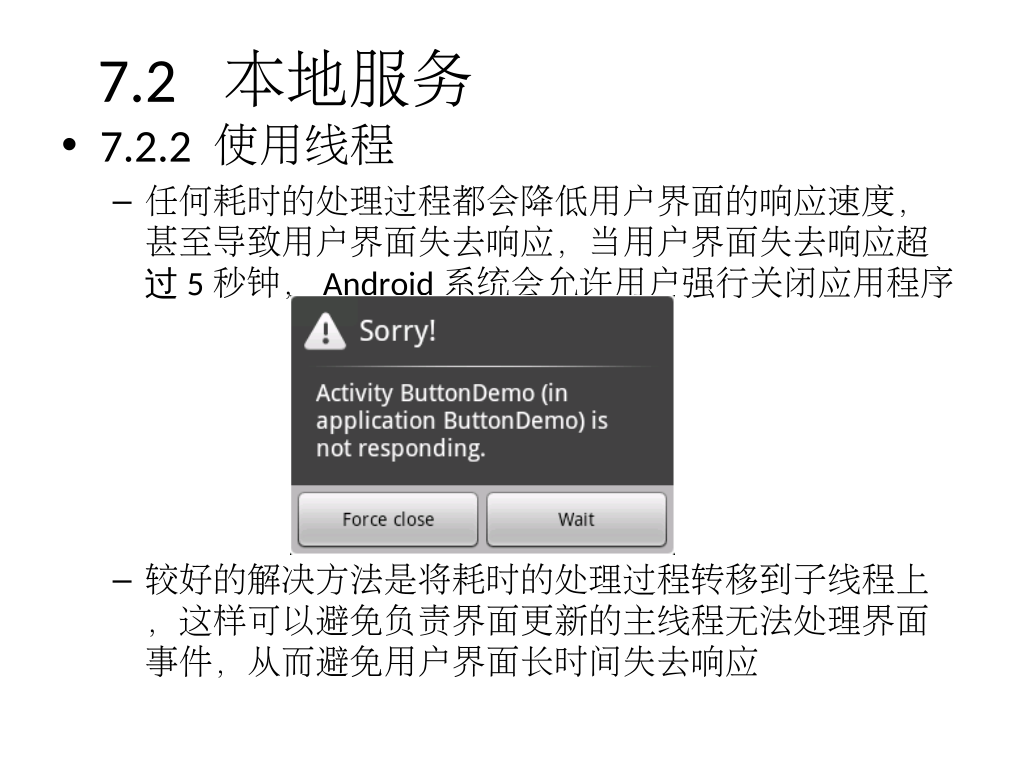 7.2 本地服务
• 7.2.2 使用线程
– 任何耗时的处理过程都会降低用户界面的响应速度，
甚至导致用户界面失去响应，当用户界面失去响应超
过 5 秒钟， Android 系统会允许用户强行关闭应用程序
Sorry!
Activity ButtonDemo (in
application ButtonDemo) is
not responding.
Force close
Wait
– 较好的解决方法是将耗时的处理过程转移到子线程上
，这样可以避免负责界面更新的主线程无法处理界面
事件，从而避免用户界面长时间失去响应